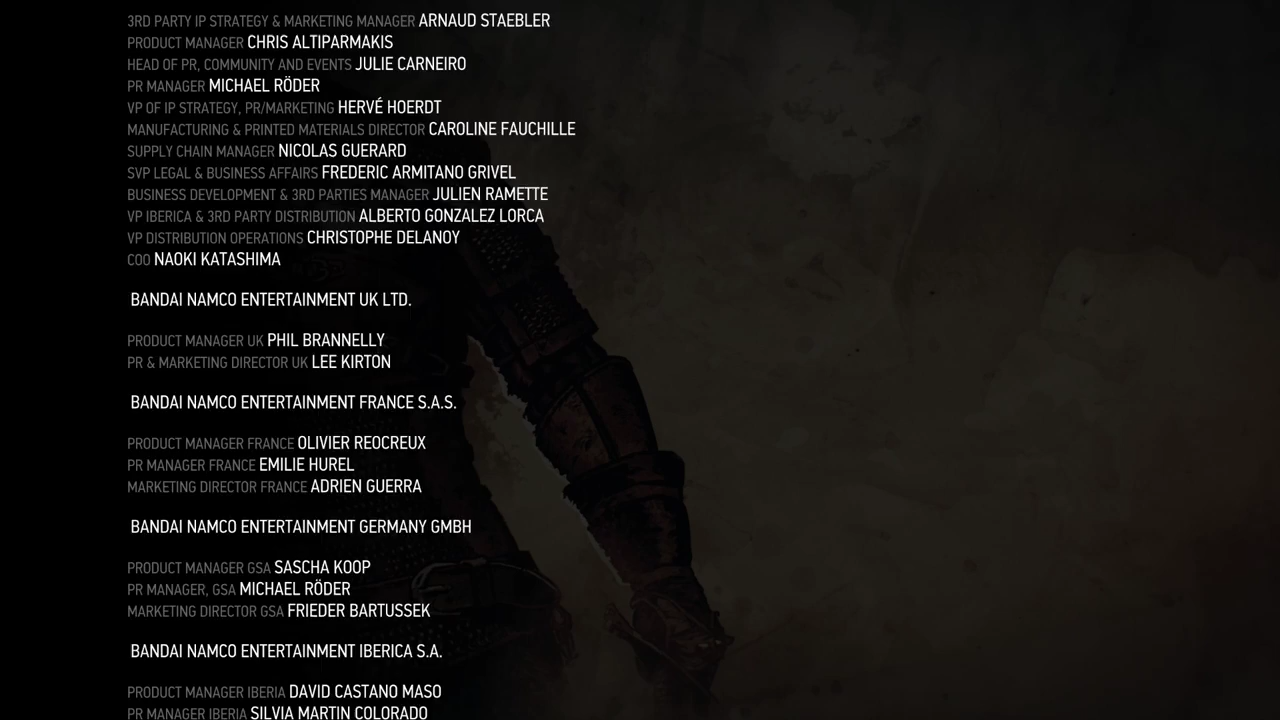 3RD PARTY IP STRATEGY & MARKETING MANAGER ARNAUD STAEBLER
PRODUCT MANAGER CHRIS ALTIPARMAKIS
HEAD OF PR, COMMUNITY AND EVENTS JULIE CARNEIRO
PR MANAGER MICHAEL RÖDER
VP OF IP STRATEGY, PR/MARKETING HERVÉ HOERDT
MANUFACTURING & PRINTED MATERIALS DIRECTOR CAROLINE FAUCHILLE
SUPPLY CHAIN MANAGER NICOLAS GUERARD
SVP LEGAL & BUSINESS AFFAIRS FREDERIC ARMITANO GRIVEL
BUSINESS DEVELOPMENT & 3RD PARTIES MANAGER JULIEN RAMETTE
VP IBERICA & 3RD PARTY DISTRIBUTION ALBERTO GONZALEZ LORCA
VP DISTRIBUTION OPERATIONS CHRISTOPHE DELANOY
COO NAOKI KATASHIMA
BANDAI NAMCO ENTERTAINMENT UK LTD.
PRODUCT MANAGER UK PHIL BRANNELLY
PR & MARKETING DIRECTOR UK LEE KIRTON
BANDAI NAMCO ENTERTAINMENT FRANCE S.A.S.
PRODUCT MANAGER FRANCE OLIVIER REOCREUX
PR MANAGER FRANCE EMILIE HUREL
MARKETING DIRECTOR FRANCE ADRIEN GUERRA
BANDAI NAMCO ENTERTAINMENT GERMANY GMBH
PRODUCT MANAGER GSA SASCHA KOOP
PR MANAGER, GSA MICHAEL RÖDER
MARKETING DIRECTOR GSA FRIEDER BARTUSSEK
BANDAI NAMCO ENTERTAINMENT IBERICA S.A.
PRODUCT MANAGER IBERIA DAVID CASTANO MASO
PR MANAGER IBERIA SILVIA MARTIN COLORADO